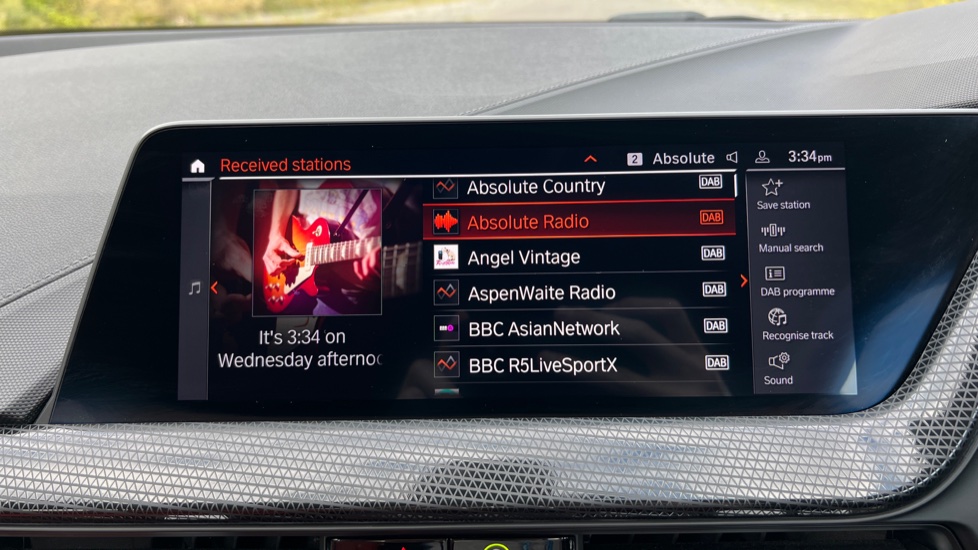 Received stations
2 Absolute 3:34pm
Absolute Country DAB
Absolute Radio DAB
Angel Vintage DAB
AspenWaite Radio DAB
BBC AsianNetwork DAB
BBC R5LiveSportX DAB
It's 3:34 on
Wednesday afterno
Save station
Manual search
DAB programme
Recognise track
Sound